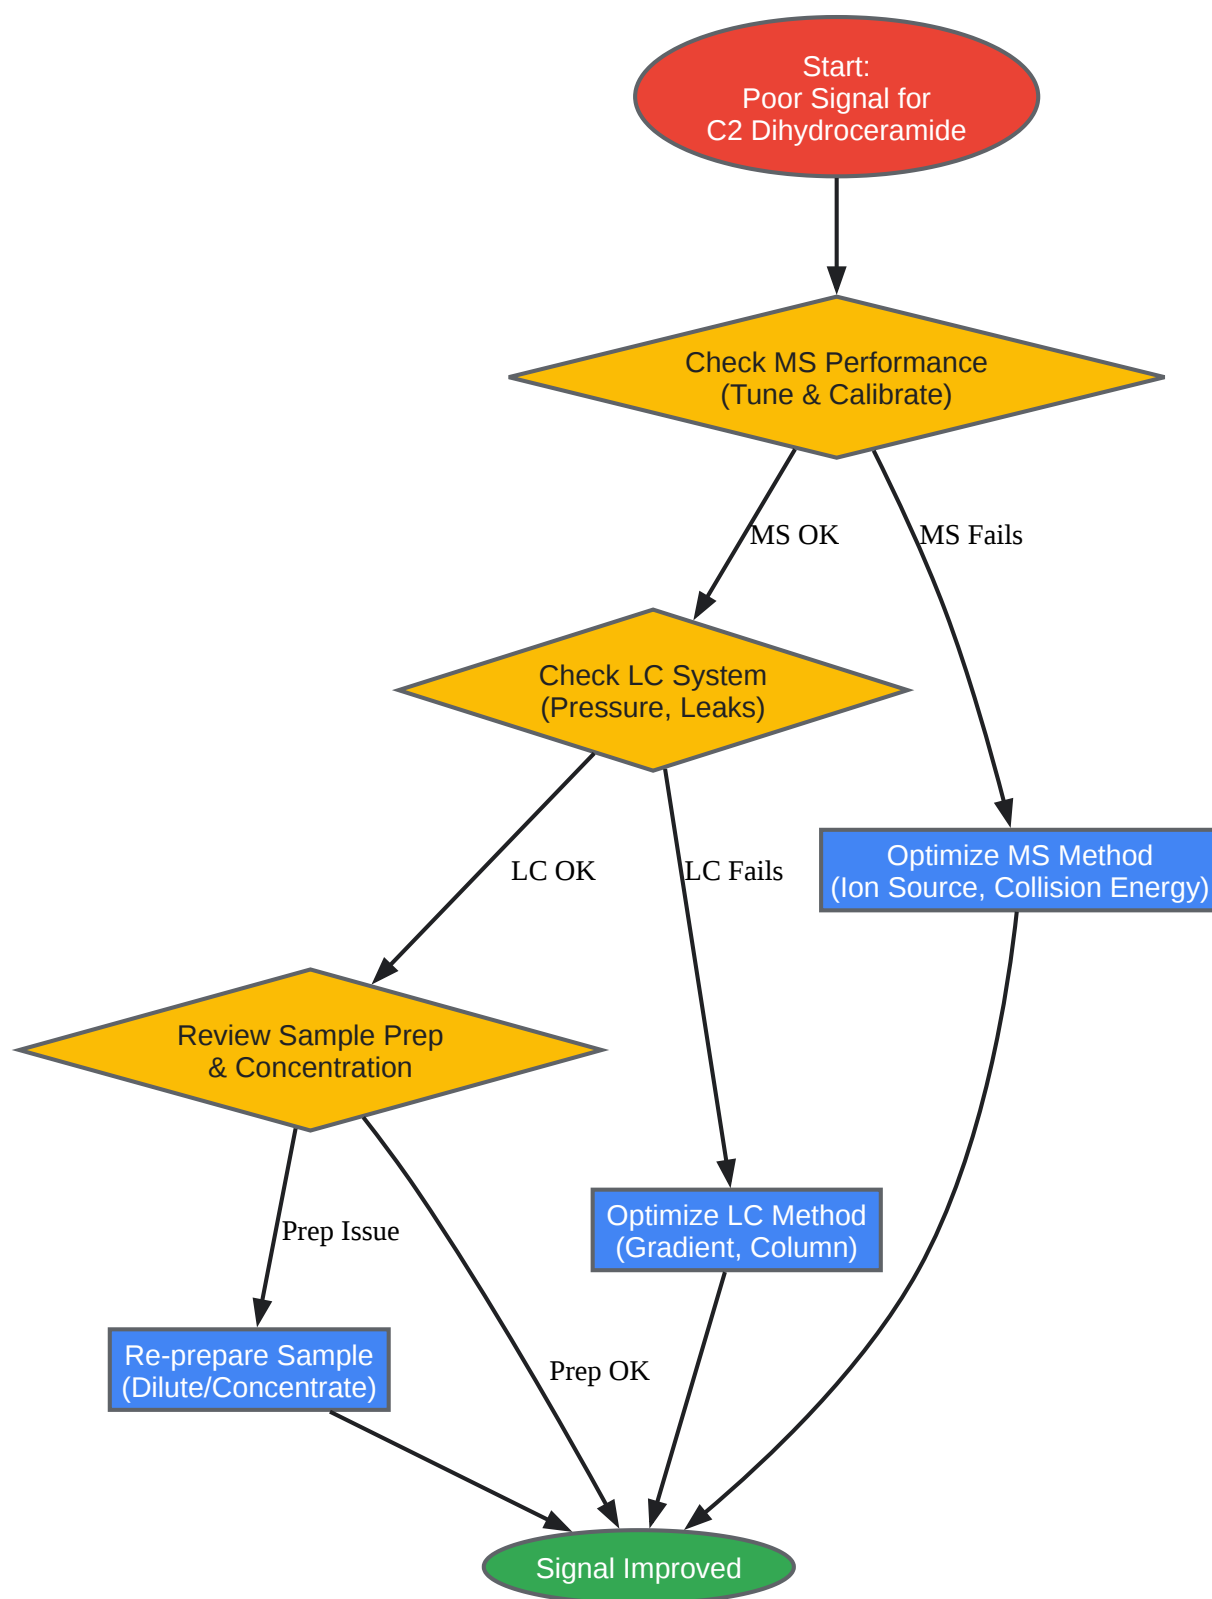 Start:
Poor Signal for
C2 Dihydroceramide
Check MS Performance
(Tune & Calibrate)
MS OK
MS Fails
Check LC System
(Pressure, Leaks)
LC OK
LC Fails
Optimize MS Method
(Ion Source, Collision Energy)
Review Sample Prep
& Concentration
Prep Issue
Optimize LC Method
(Gradient, Column)
Re-prepare Sample
(Dilute/Concentrate)
Prep OK
Signal Improved